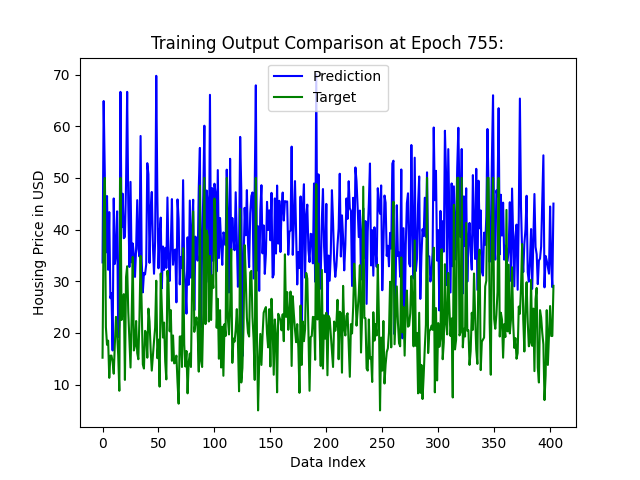 Training Output Comparison at Epoch 755:
Prediction
Target
Housing Price in USD
70
60
50
40
30
20
10
0 50 100 150 200 250 300 350 400
Data Index